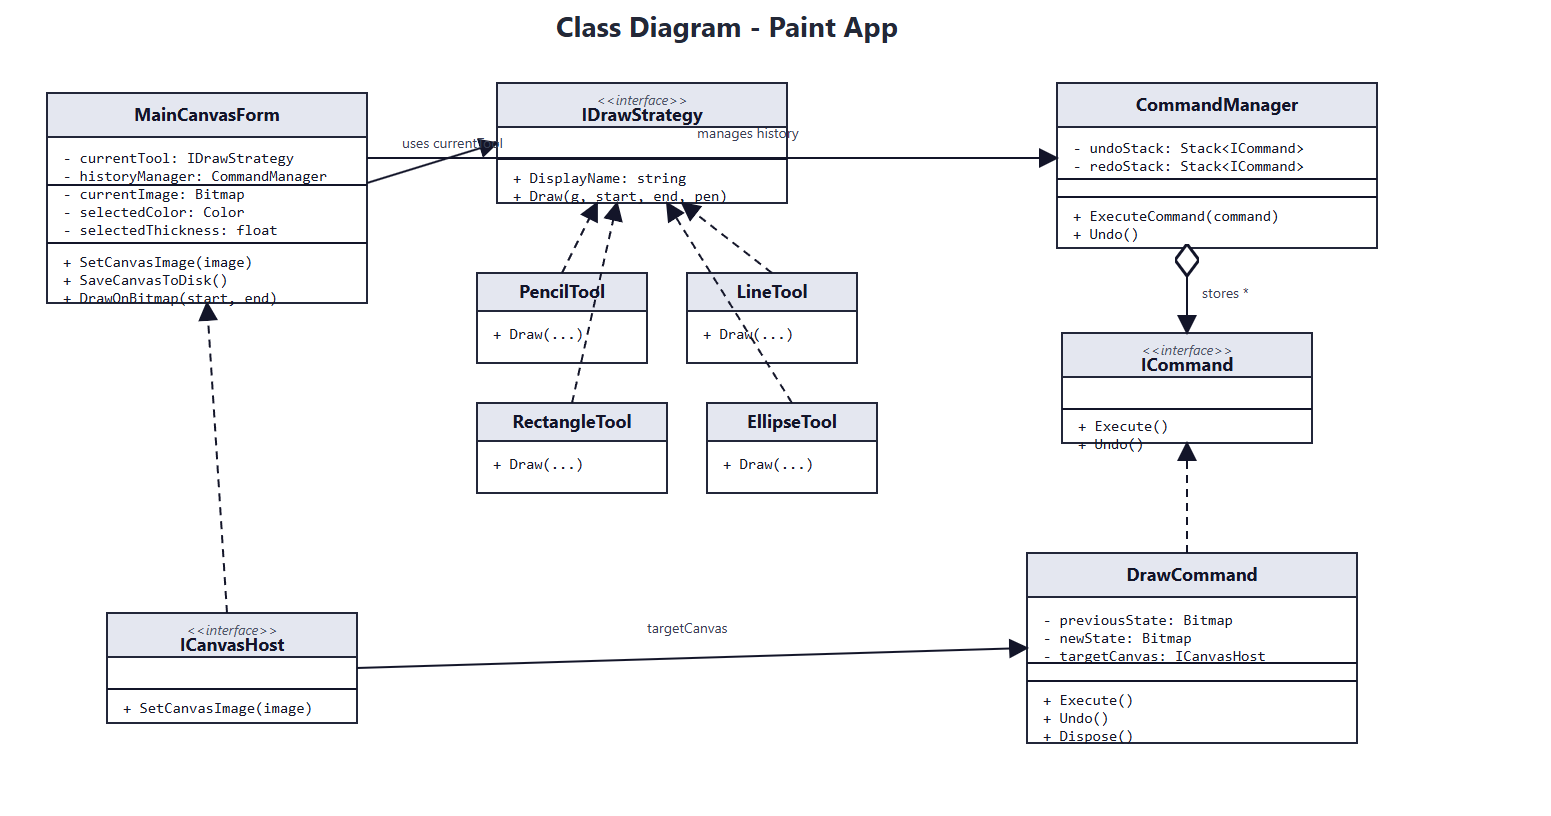 Class Diagram - Paint App
MainCanvasForm
- currentTool: IDrawStrategy
- historyManager: CommandManager
- currentImage: Bitmap
- selectedColor: Color
- selectedThickness: float
+ SetCanvasImage(image)
+ SaveCanvasToDisk()
+ DrawOnBitmap(start, end)
uses currentTool
<<interface>>
IDrawStrategy
manages history
+ DisplayName: string
+ Draw(g, start, end, pen)
CommandManager
- undoStack: Stack<ICommand>
- redoStack: Stack<ICommand>
+ ExecuteCommand(command)
+ Undo()
stores *
PencilTool
+ Draw(...)
LineTool
+ Draw(...)
RectangleTool
+ Draw(...)
EllipseTool
+ Draw(...)
<<interface>>
ICommand
+ Execute()
+ Undo()
<<interface>>
ICanvasHost
+ SetCanvasImage(image)
targetCanvas
DrawCommand
- previousState: Bitmap
- newState: Bitmap
- targetCanvas: ICanvasHost
+ Execute()
+ Undo()
+ Dispose()